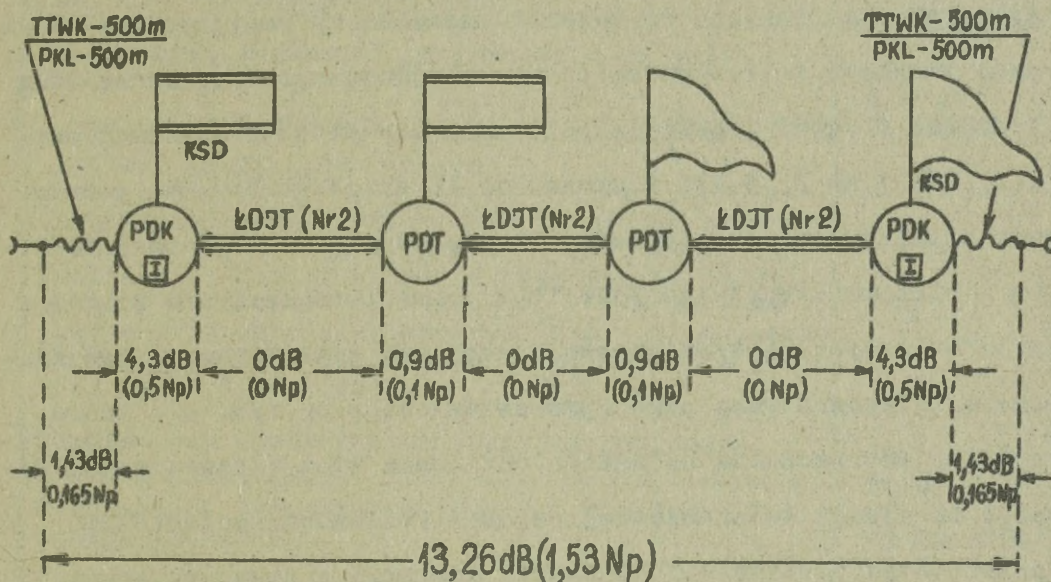 TTWK-500m
PKL-500m
TTWK-500m
PKL-500m
KSD
KSD
PDK
I
ŁDJT (Nr2)
PDT
ŁDJT (Nr2)
PDT
ŁDJT (Nr2)
PDK
I
4,3dB
(0,5Np)
0dB
(0Np)
0,9dB
(0,1Np)
0dB
(0Np)
0,9dB
(0,1Np)
0dB
(0Np)
4,3dB
(0,5Np)
1,43dB
0,165Np
1,43dB
0,165Np
13,26dB(1,53Np)